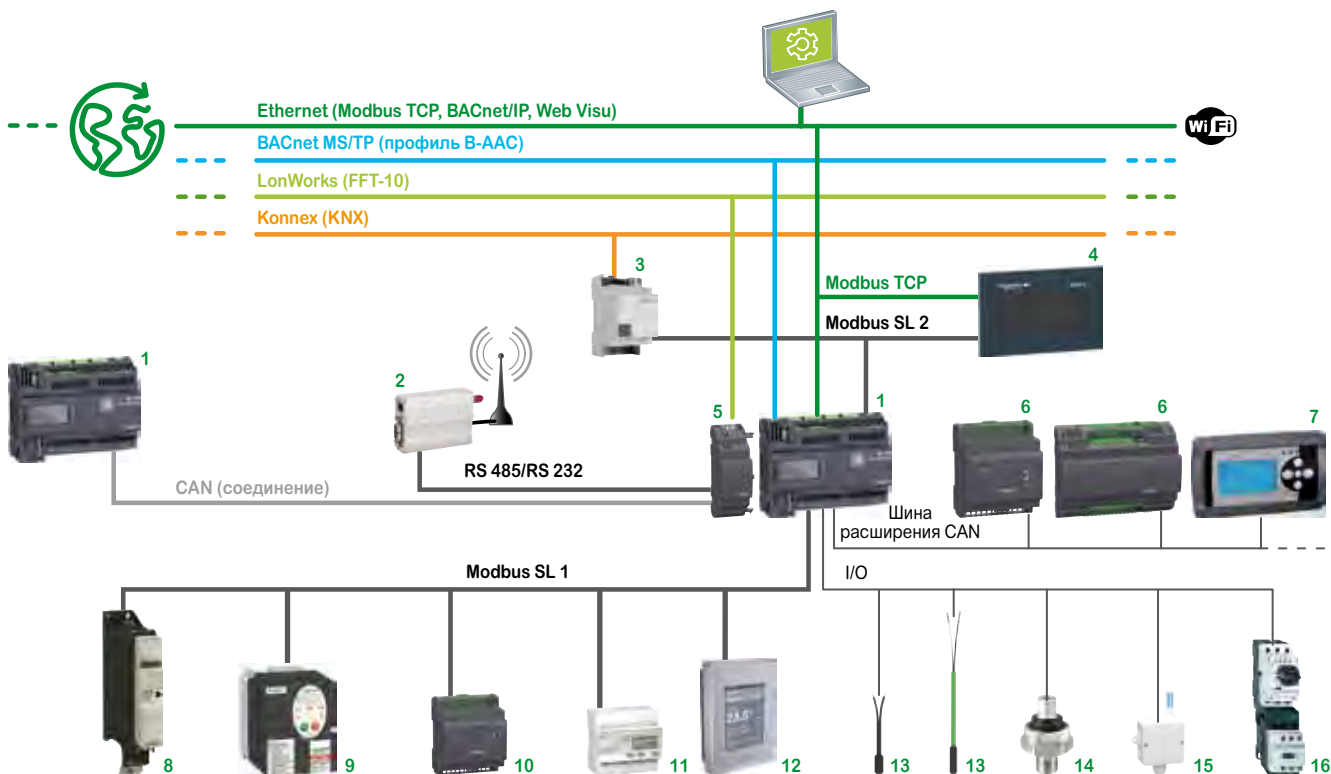 Ethernet (Modbus TCP, BACnet/IP, Web Visu)
Wi Fi
BACnet MS/TP (профиль B-AAC)
LonWorks (FFT-10)
Konnex (KNX)
3
4
Modbus TCP
Modbus SL 2
1
2
5
1
6
6
7
RS 485/RS 232
CAN (соединение)
Шина
расширения CAN
Modbus SL 1
I/O
8
9
10
11
12
13
13
14
15
16